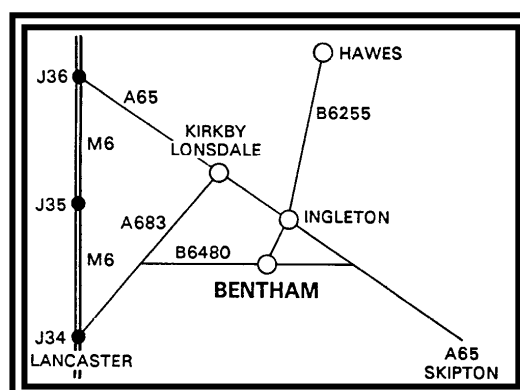 HAWES
J36
A65
B6255
KIRKBY
LONSDALE
M6
J35
A683
INGLETON
B6480
M6
BENTHAM
J34
LANCASTER
A65
SKIPTON